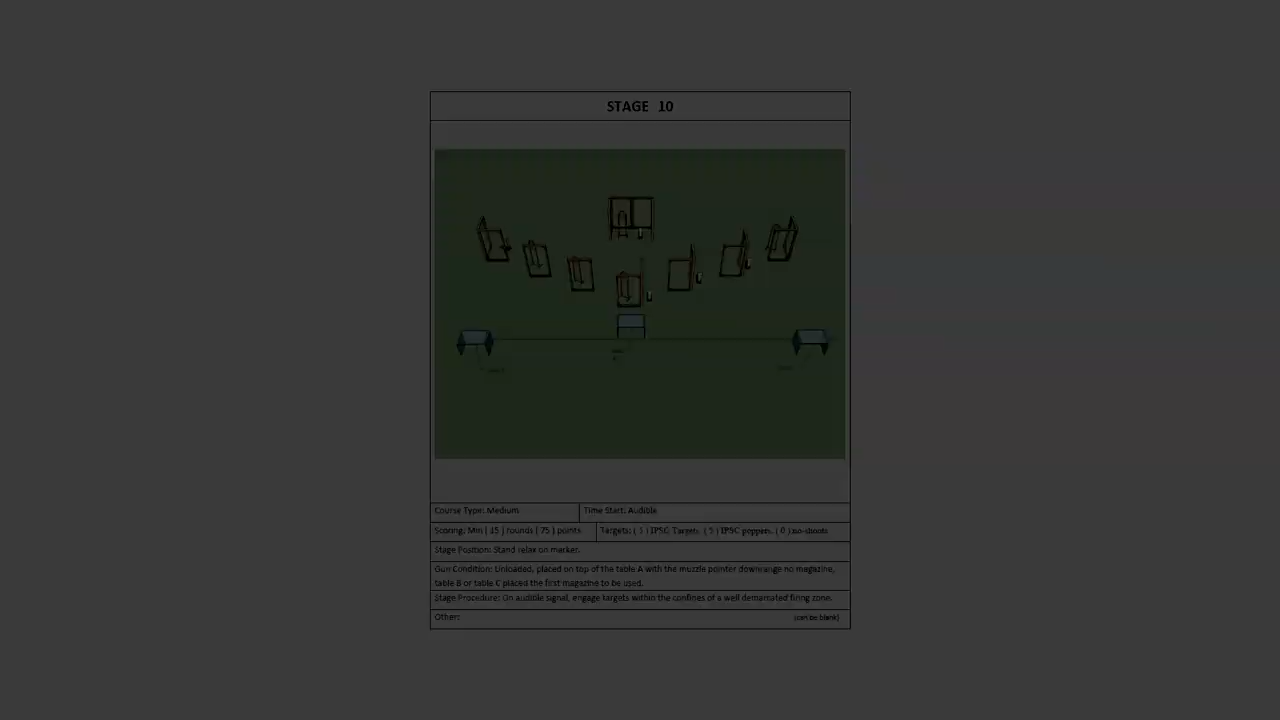 STAGE 10
Course Type: Medium
Time Start: Audible
Scoring: Min [ 15 ] rounds [ 75 ] points
Targets: ( 5 ) IPSC Targets. ( 5 ) IPSC poppers. ( 0 ) no-shoots
Stage Position: Stand relax on marker.
Gun Condition: Unloaded, placed on top of the table A with the muzzle pointer downrange no magazine,
table B or table C placed the first magazine to be used.
Stage Procedure: On audible signal, engage targets within the confines of a well demarnated firing zone.
Other:
(can be blank)